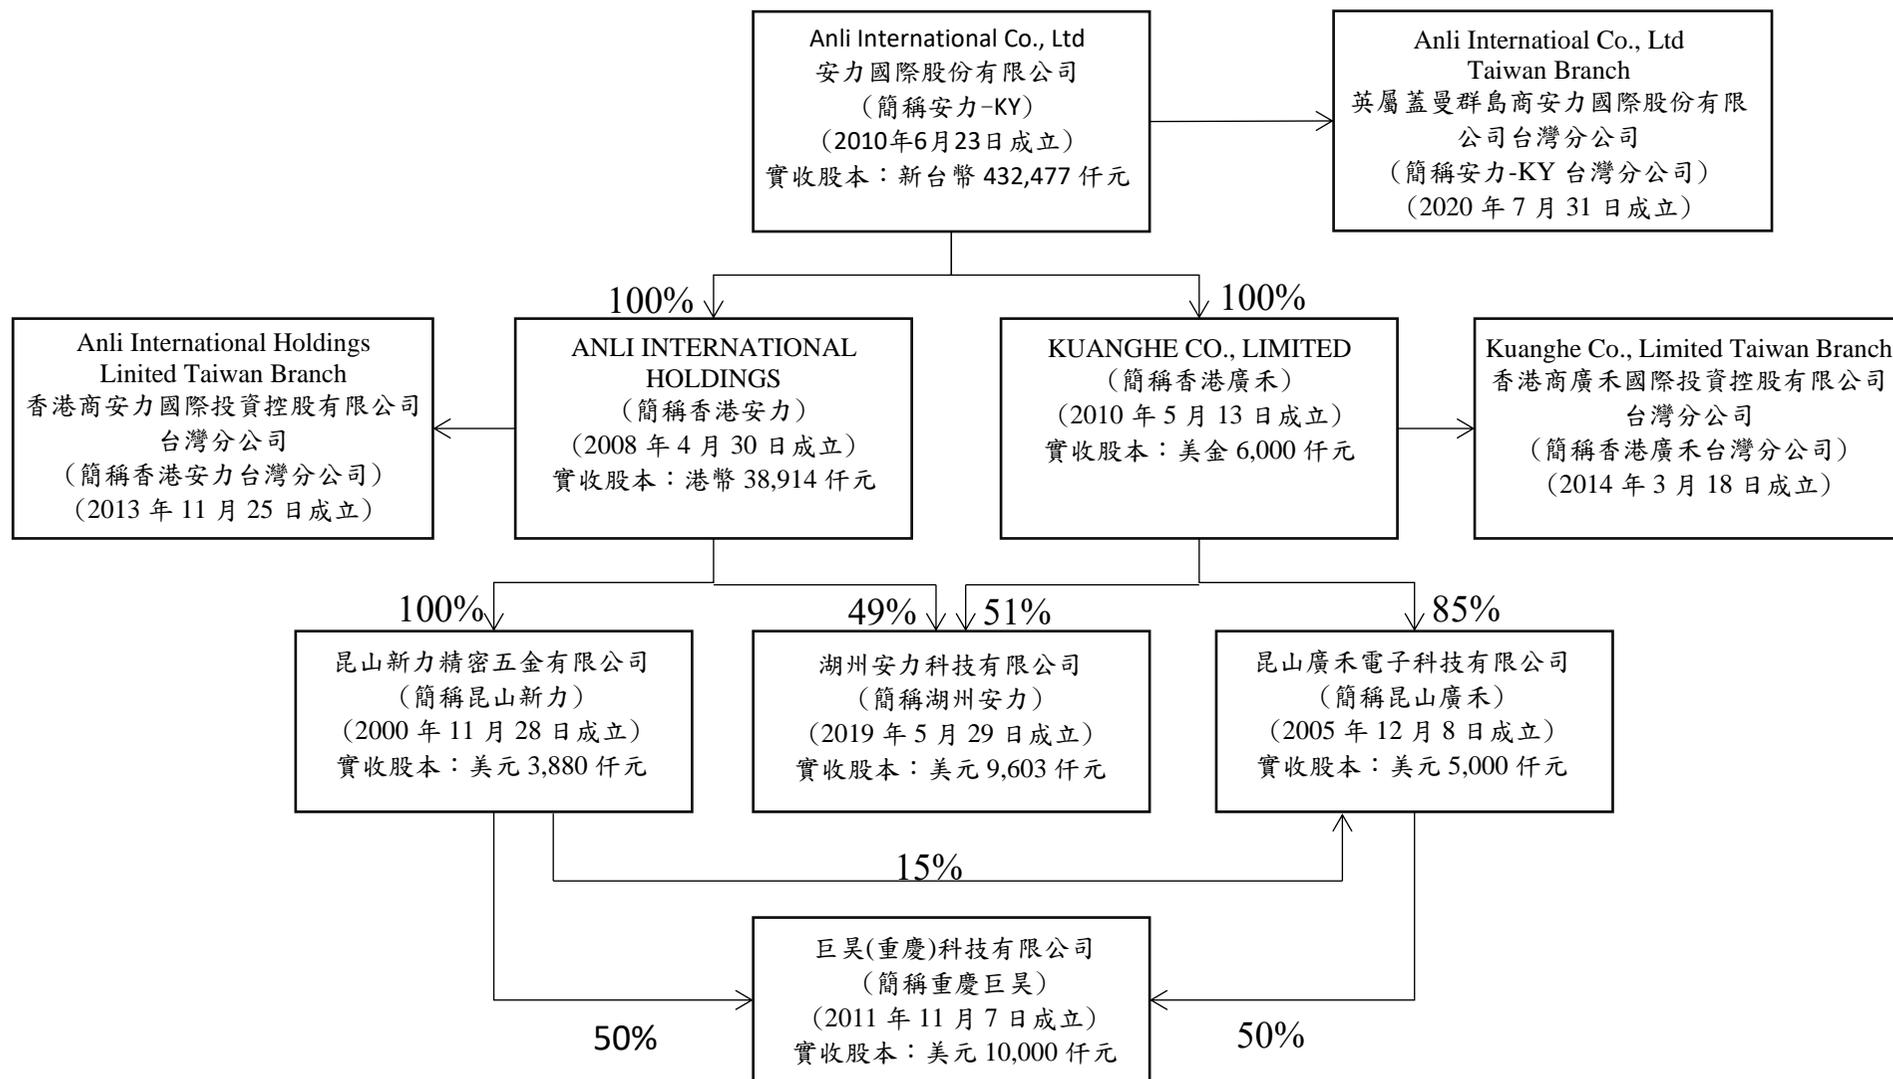 Anli International Co., Ltd
安力國際股份有限公司
（簡稱安力-KY）
（2010年6月23日成立）
實收股本：新台幣 432,477 仟元
Anli Internatioal Co., Ltd
Taiwan Branch
英屬蓋曼群島商安力國際股份有限
公司台灣分公司
（簡稱安力-KY 台灣分公司）
（2020 年 7 月 31 日成立）
100%
100%
Anli International Holdings
Linited Taiwan Branch
香港商安力國際投資控股有限公司
台灣分公司
（簡稱香港安力台灣分公司）
（2013 年 11 月 25 日成立）
ANLI INTERNATIONAL
HOLDINGS
（簡稱香港安力）
（2008 年 4 月 30 日成立）
實收股本：港幣 38,914 仟元
KUANGHE CO., LIMITED
（簡稱香港廣禾）
（2010 年 5 月 13 日成立）
實收股本：美金 6,000 仟元
Kuanghe Co., Limited Taiwan Branch
香港商廣禾國際投資控股有限公司
台灣分公司
（簡稱香港廣禾台灣分公司）
（2014 年 3 月 18 日成立）
100%
49%
51%
85%
昆山新力精密五金有限公司
（簡稱昆山新力）
（2000 年 11 月 28 日成立）
實收股本：美元 3,880 仟元
湖州安力科技有限公司
（簡稱湖州安力）
（2019 年 5 月 29 日成立）
實收股本：美元 9,603 仟元
昆山廣禾電子科技有限公司
（簡稱昆山廣禾）
（2005 年 12 月 8 日成立）
實收股本：美元 5,000 仟元
15%
巨昊(重慶)科技有限公司
（簡稱重慶巨昊）
（2011 年 11 月 7 日成立）
實收股本：美元 10,000 仟元
50%
50%